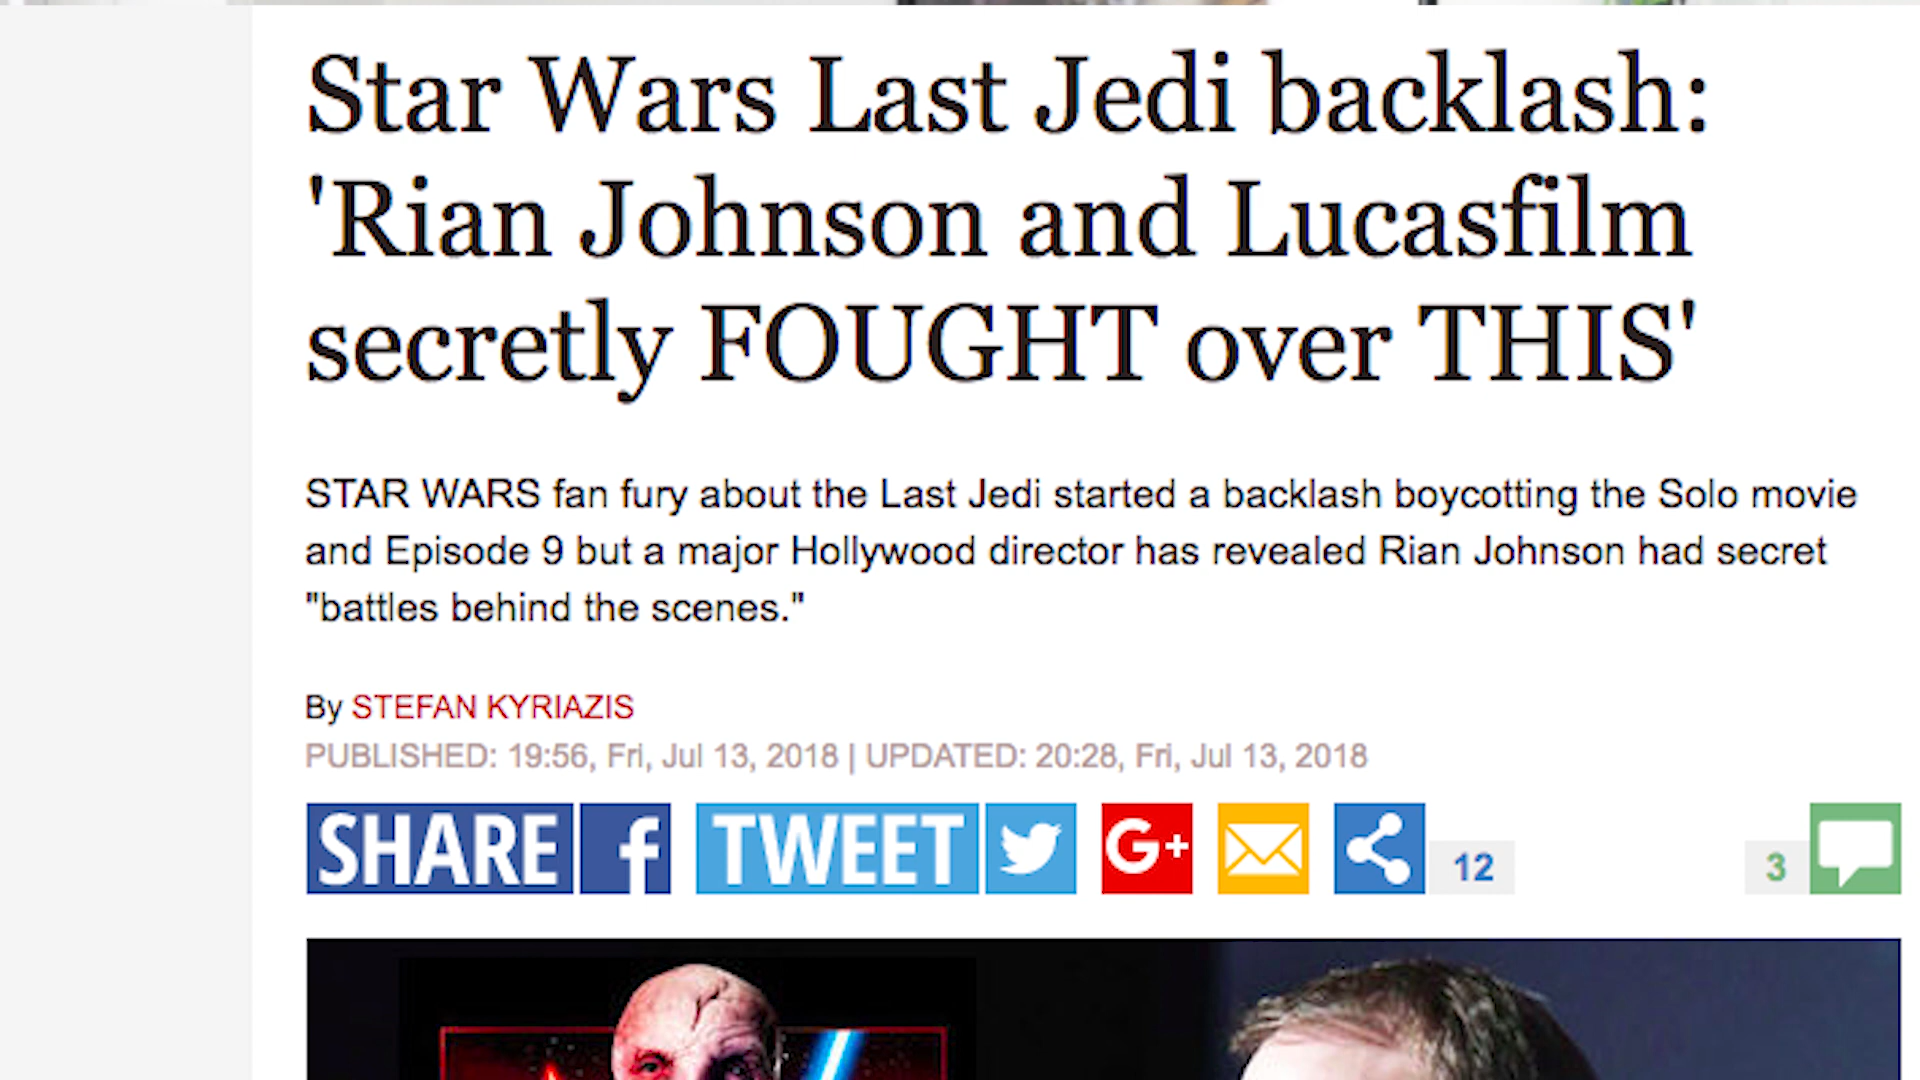 Star Wars Last Jedi backlash:
'Rian Johnson and Lucasfilm
secretly FOUGHT over THIS'
STAR WARS fan fury about the Last Jedi started a backlash boycotting the Solo movie
and Episode 9 but a major Hollywood director has revealed Rian Johnson had secret
"battles behind the scenes."
By STEFAN KYRIAZIS
PUBLISHED: 19:56, Fri, Jul 13, 2018 | UPDATED: 20:28, Fri, Jul 13, 2018
SHARE f TWEET G+ 12 3